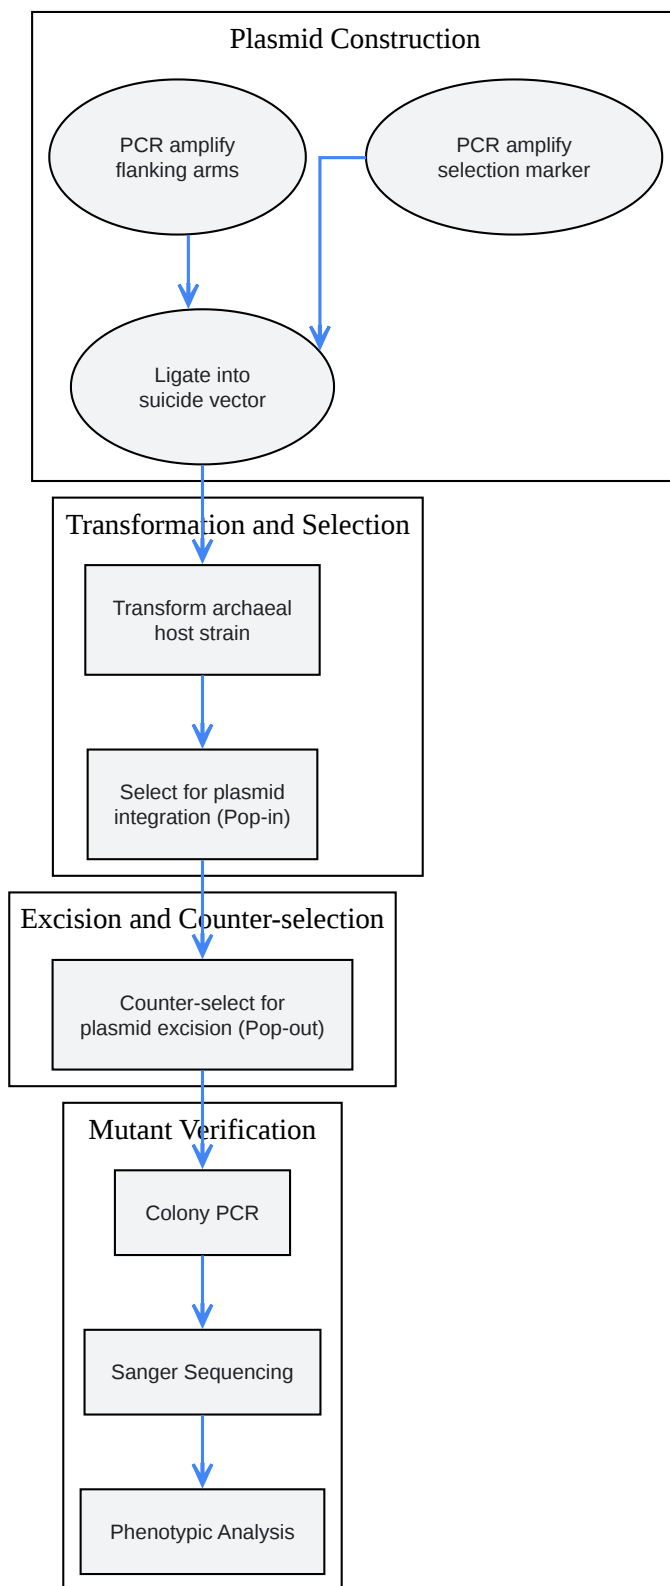 Plasmid Construction
PCR amplify
flanking arms
PCR amplify
selection marker
Ligate into
suicide vector
Transformation and Selection
Transform archaeal
host strain
Select for plasmid
integration (Pop-in)
Excision and Counter-selection
Counter-select for
plasmid excision (Pop-out)
Mutant Verification
Colony PCR
Sanger Sequencing
Phenotypic Analysis